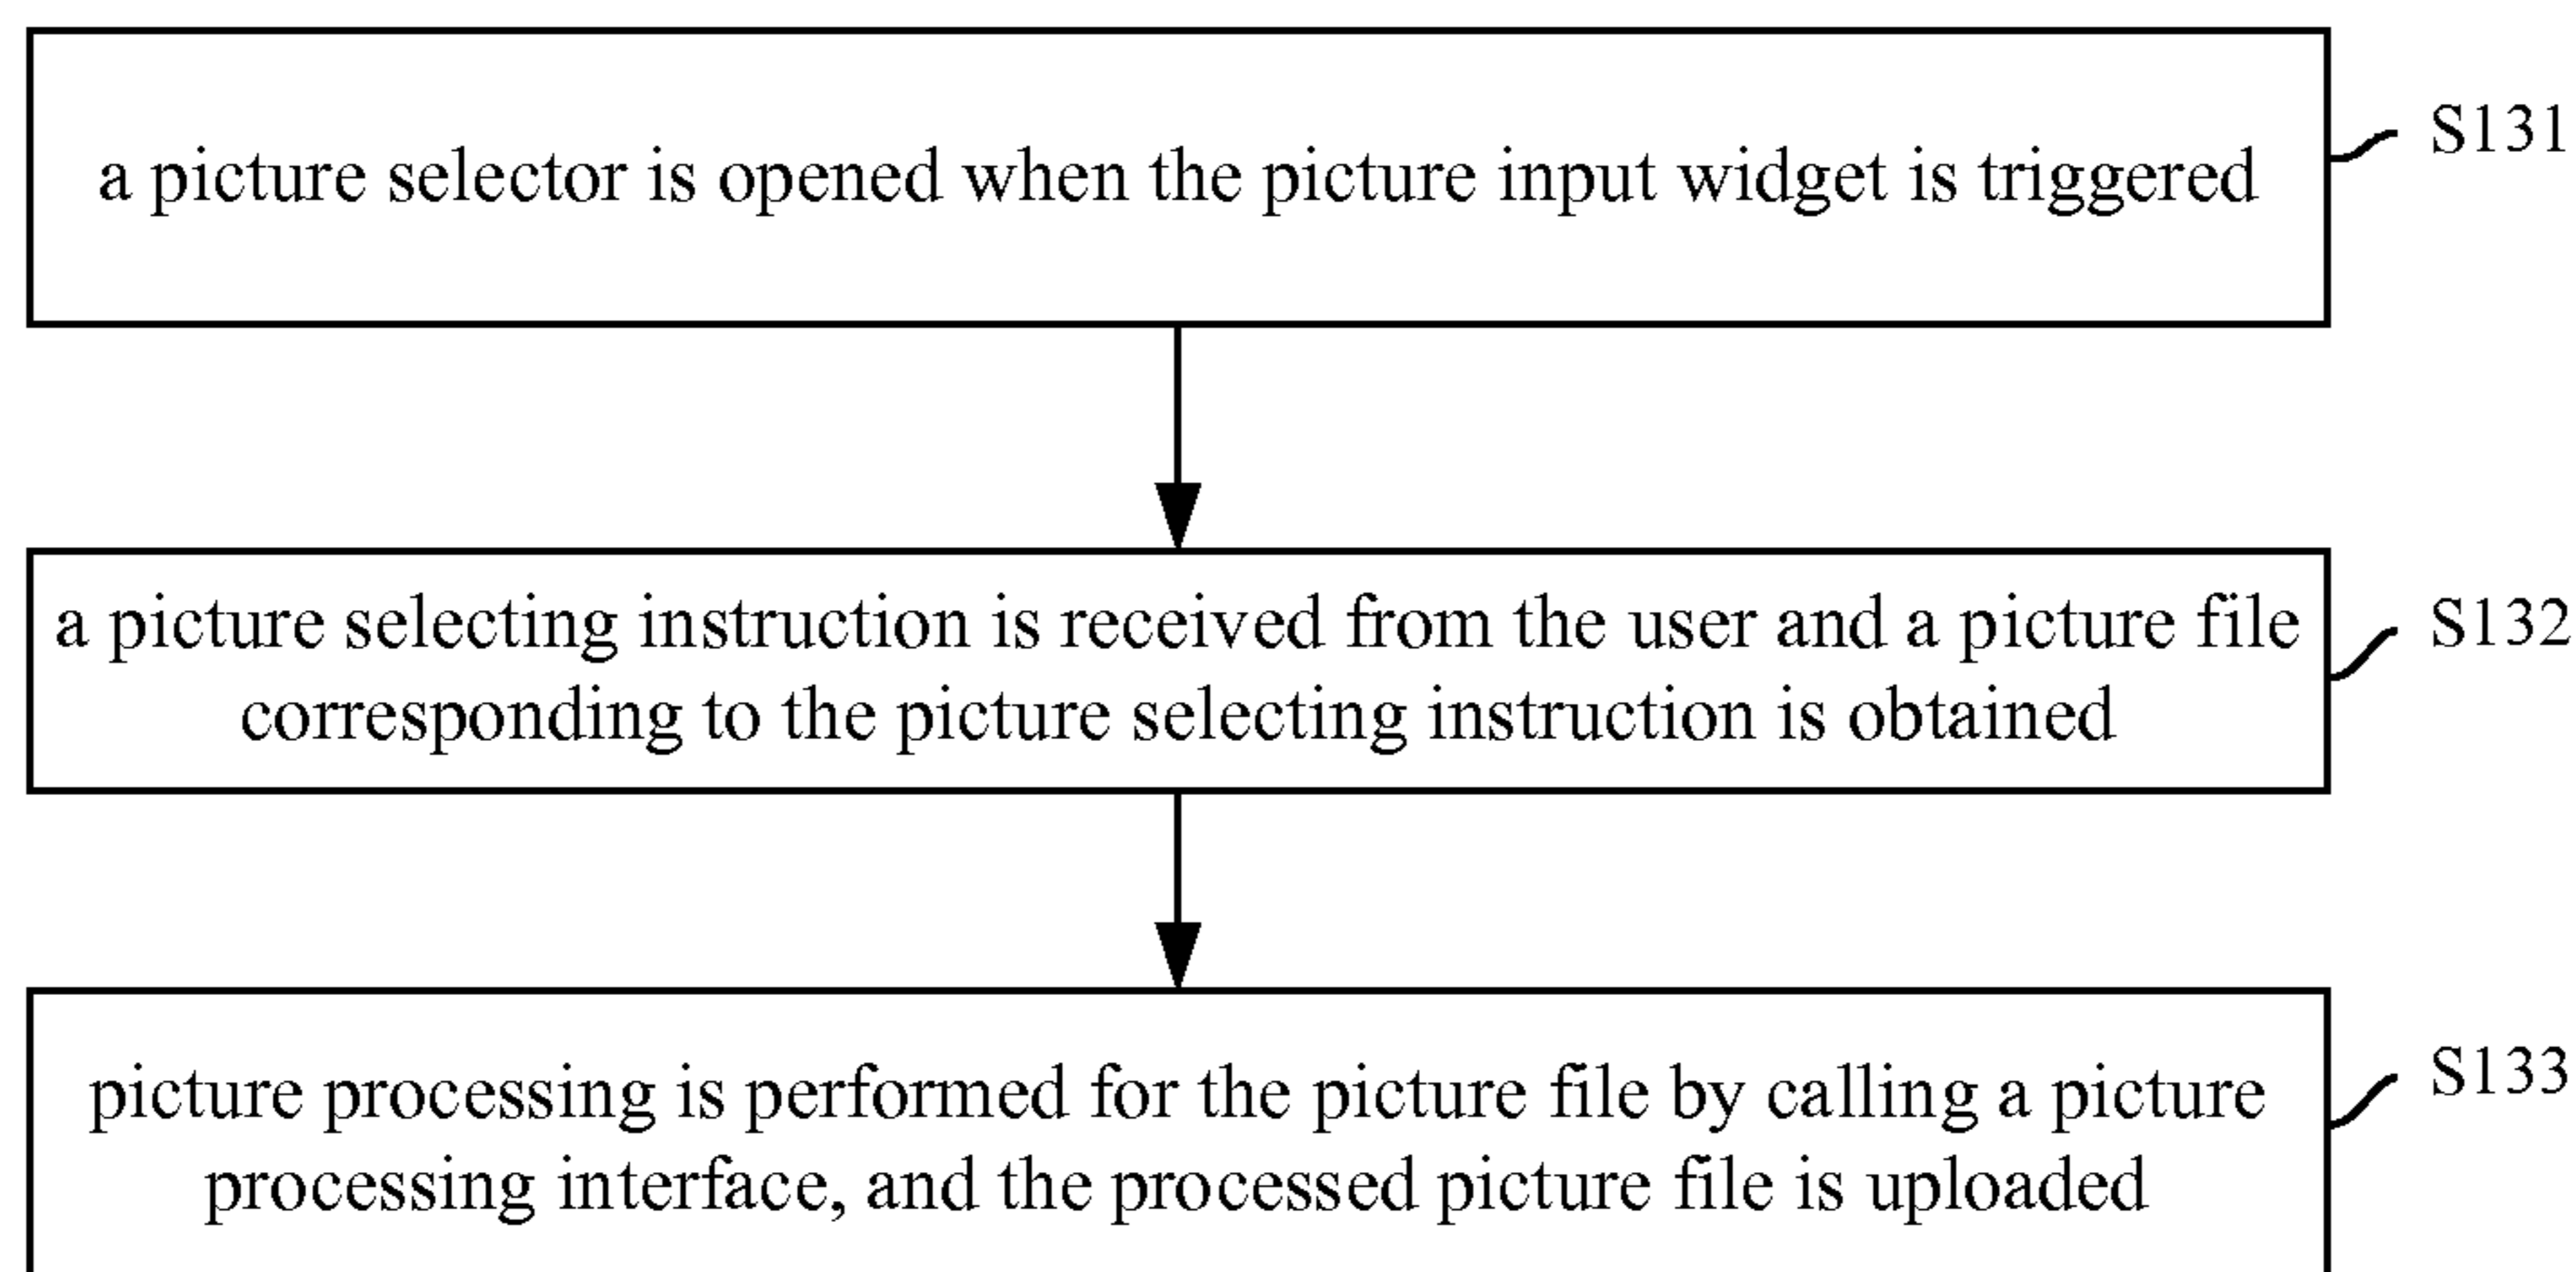 a picture selector is opened when the picture input widget is triggered
S131
a picture selecting instruction is received from the user and a picture file
corresponding to the picture selecting instruction is obtained
S132
picture processing is performed for the picture file by calling a picture
processing interface, and the processed picture file is uploaded
S133